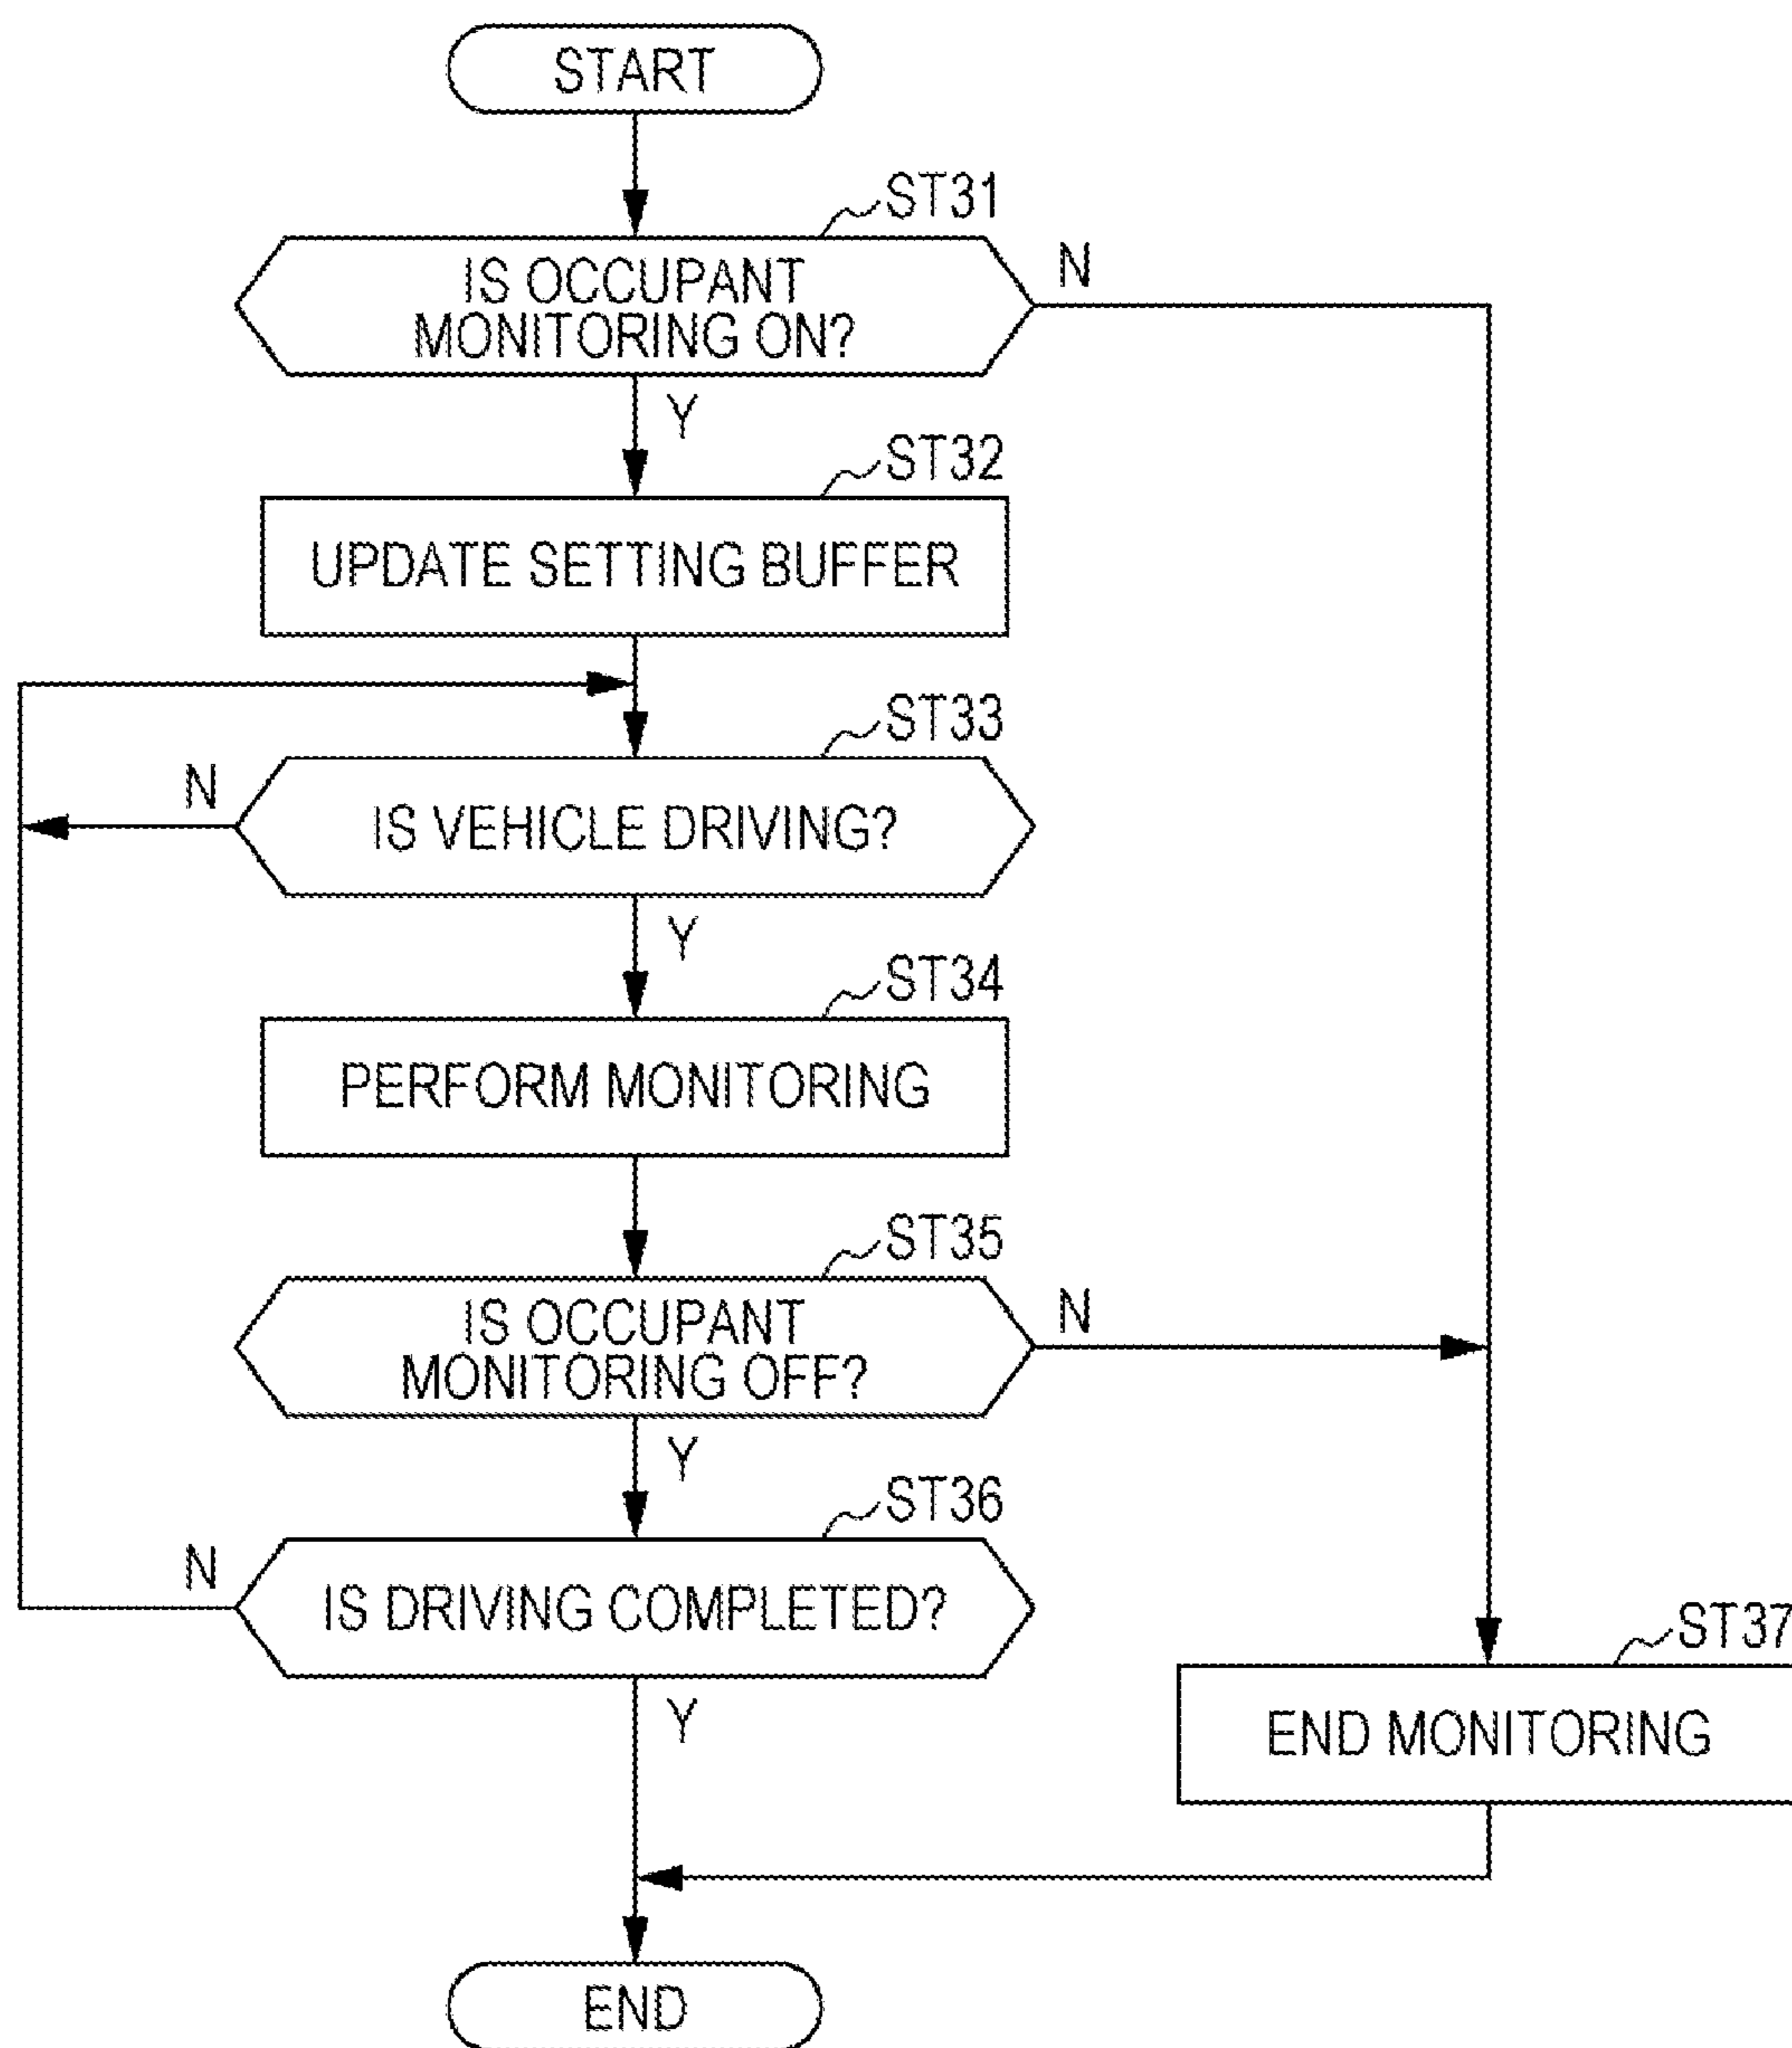 START
ST31
IS OCCUPANT
MONITORING ON?
N
Y
ST32
UPDATE SETTING BUFFER
ST33
N
IS VEHICLE DRIVING?
Y
ST34
PERFORM MONITORING
ST35
IS OCCUPANT
MONITORING OFF?
N
Y
ST36
N
IS DRIVING COMPLETED?
Y
ST37
END MONITORING
END